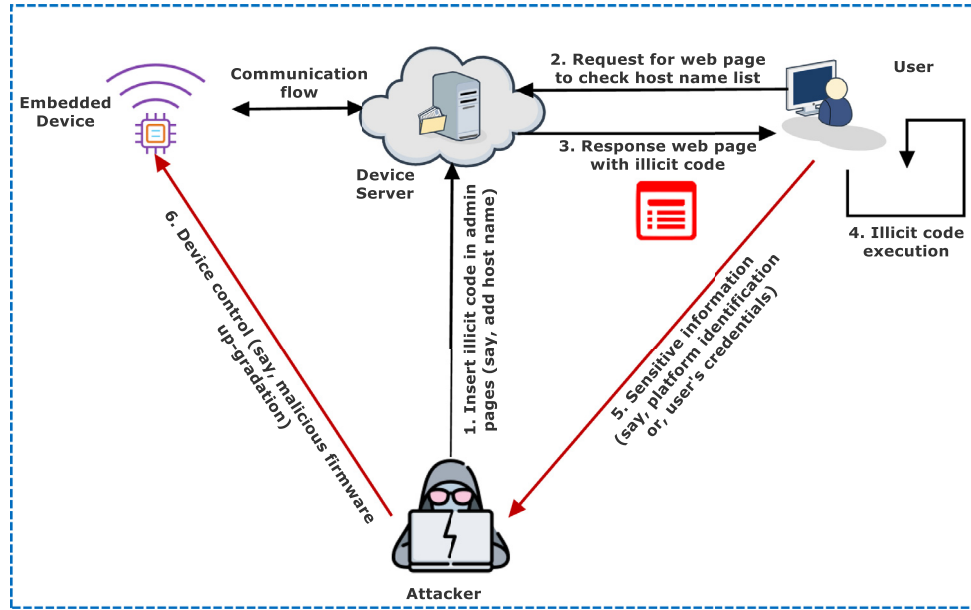 2. Request for web page
to check host name list
User
Communication
flow
Embedded
Device
3. Response web page
with illicit code
Device
Server
4. Illicit code
execution
1. Insert illicit code in admin
pages (say, add host name)
5. Sensitive information
(say, platform identification
or, user's credentials)
6. Device control (say, malicious firmware
up-gradation)
Attacker